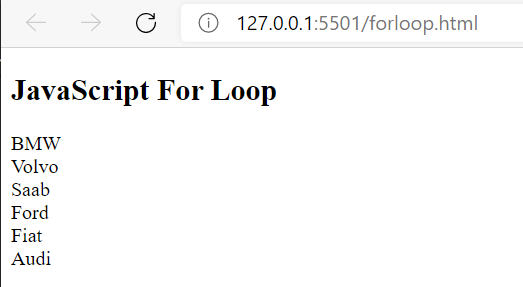 127.0.0.1:5501/forloop.html
JavaScript For Loop
BMW
Volvo
Saab
Ford
Fiat
Audi